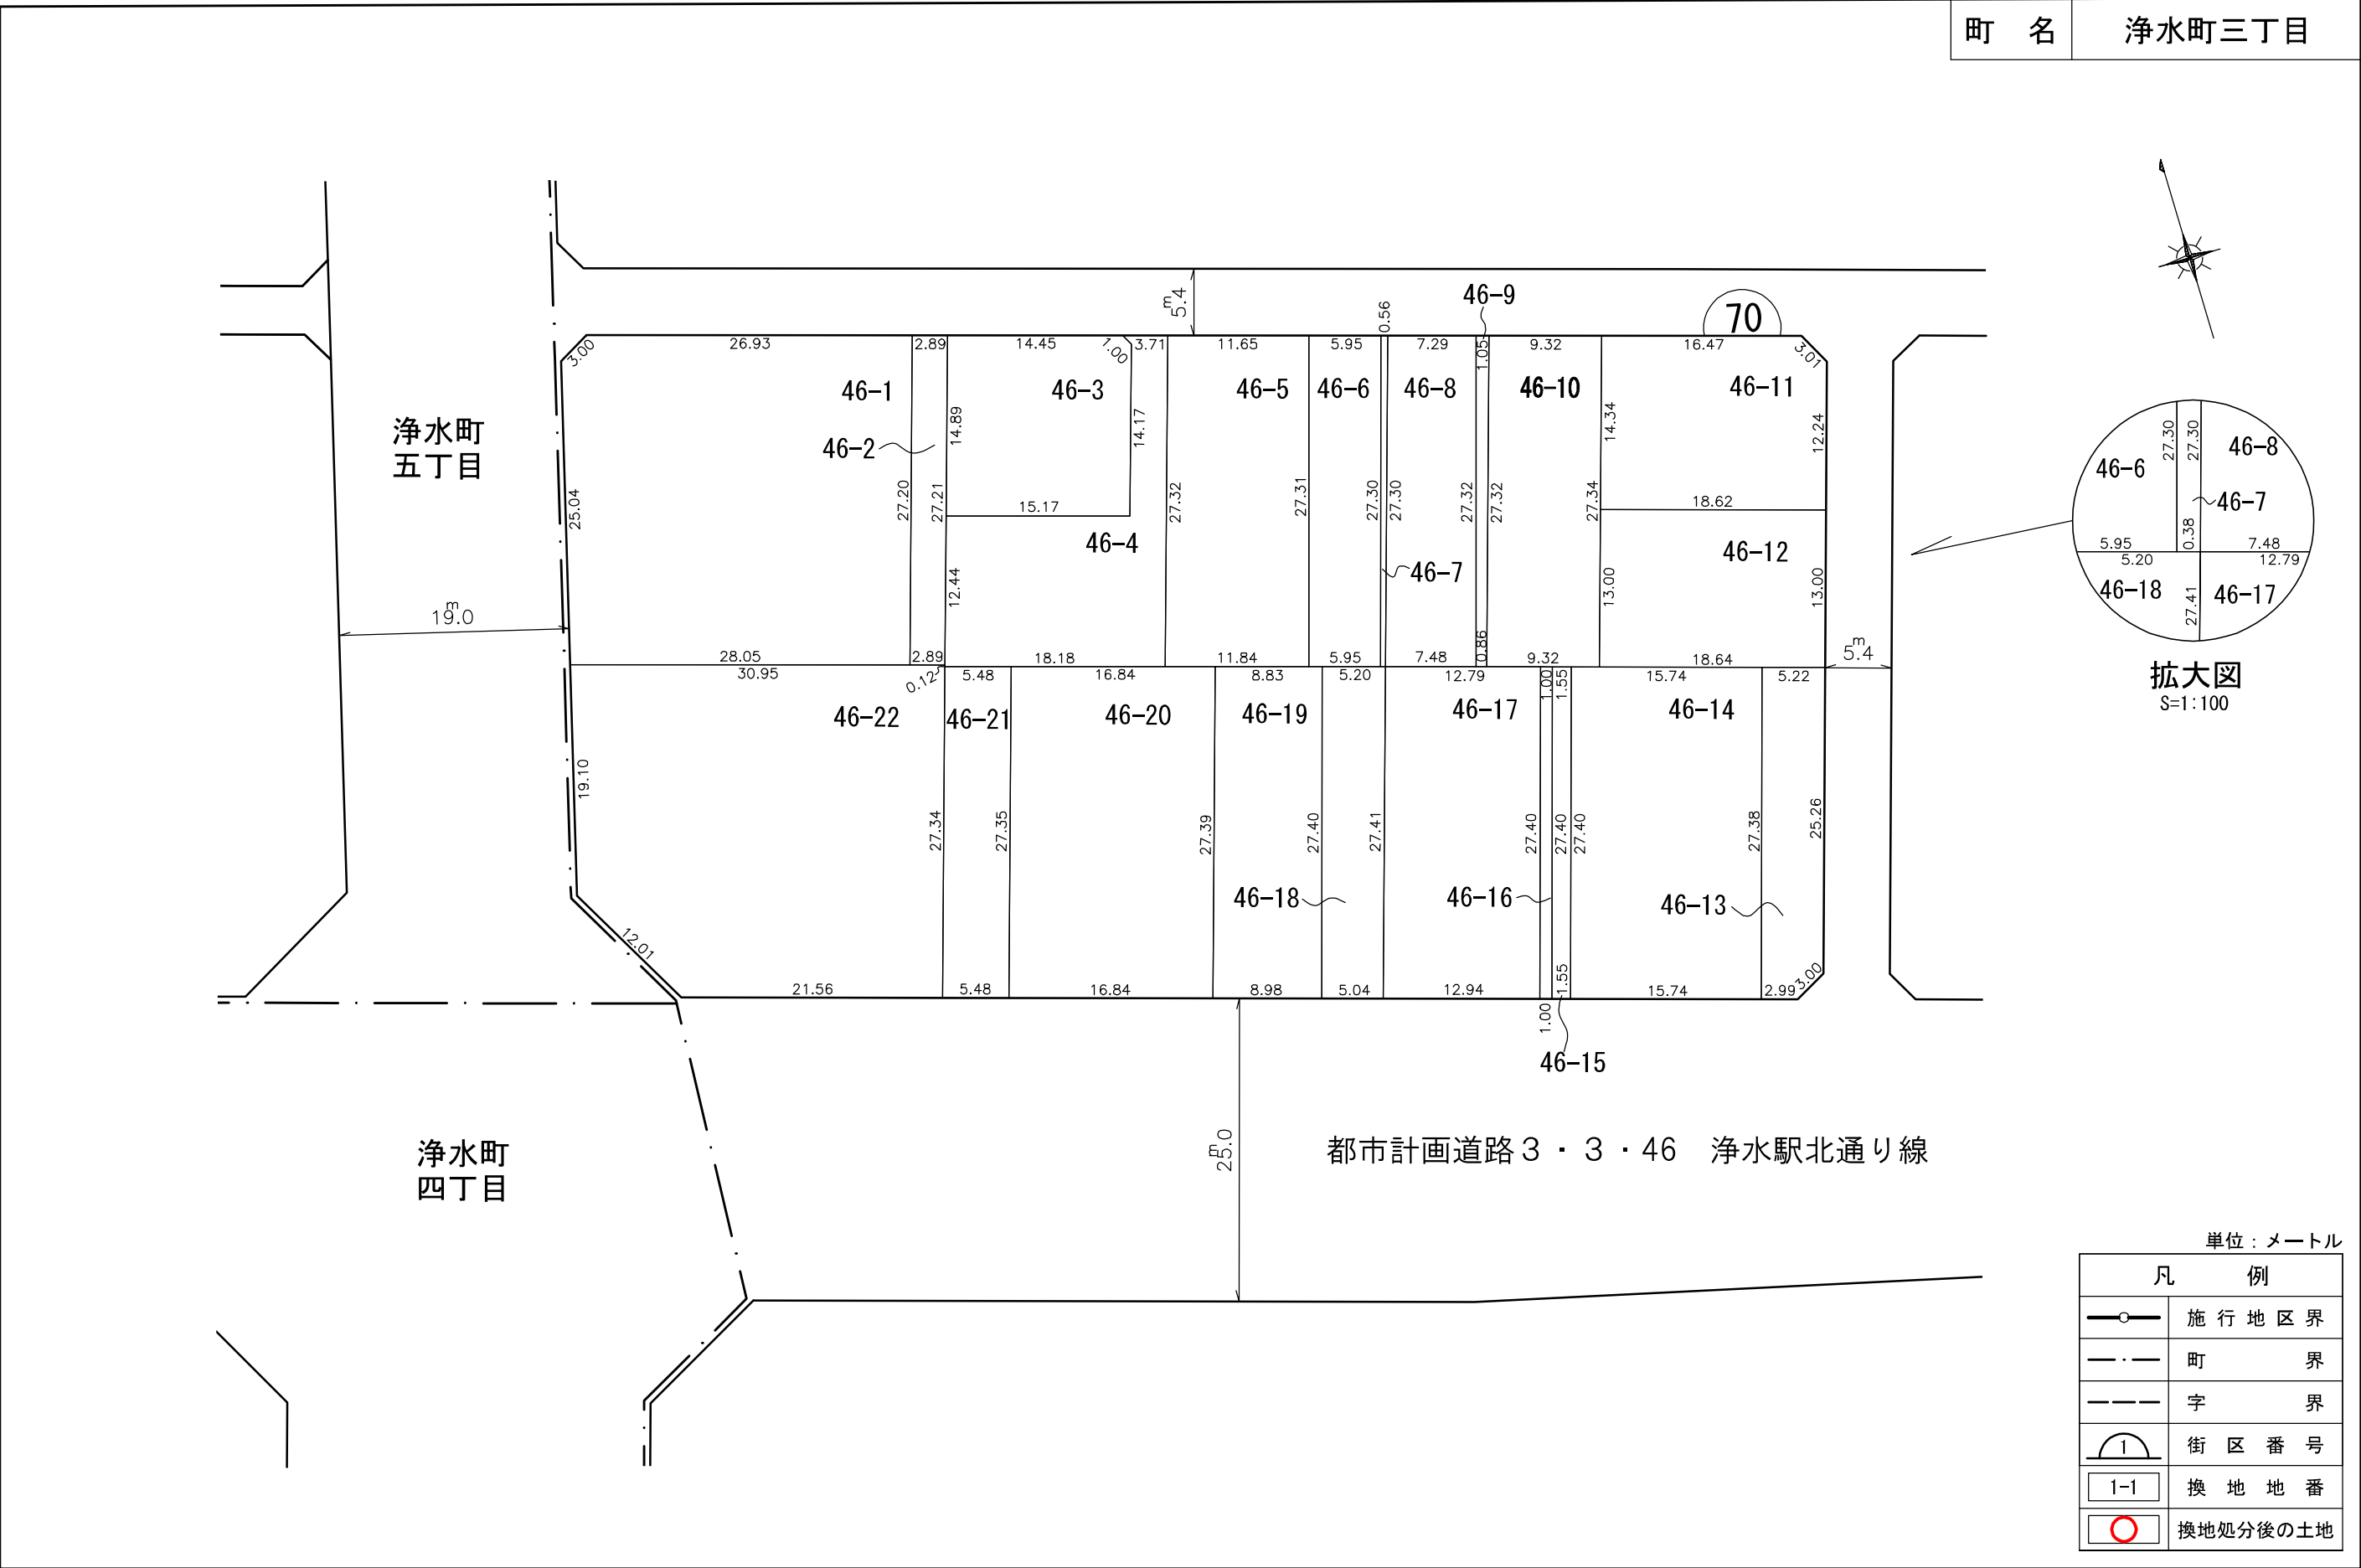 町 名 浄水町三丁目
46-9
70
5.4m
0.56
3.00 26.93 2.89 14.45 1.00 3.71 11.65 5.95 7.29 1.05 9.32 16.47 3.01
46-1 46-3 46-5 46-6 46-8 46-10 46-11
46-2 14.89 14.17 14.34 12.24
浄水町
五丁目
25.04 27.20 27.21 15.17 27.32 27.31 27.30 27.30 27.32 27.32 27.34 18.62
46-4 46-7 46-12
12.44 13.00 13.00
19.0m
28.05 2.89 18.18 11.84 5.95 7.48 0.86 9.32 18.64 5.4m
30.95 0.12 5.48 16.84 8.83 5.20 12.79 1.00 1.55 15.74 5.22
46-22 46-21 46-20 46-19 46-17 46-14
19.10 27.34 27.35 27.39 27.40 27.41 27.40 27.40 27.40 27.38 25.26
46-18 46-16 46-13
12.01 21.56 5.48 16.84 8.98 5.04 12.94 1.00 1.55 15.74 2.99 3.00
46-15
27.30 27.30
46-6 46-8
46-7
5.95 0.38 7.48
5.20 12.79
46-18 27.41 46-17
拡大図
S=1:100
浄水町
四丁目
25.0m
都市計画道路3・3・46 浄水駅北通り線
単位:メートル
凡 例
施行地区界
町 界
字 界
1 街区番号
1-1 換地地番
換地処分後の土地